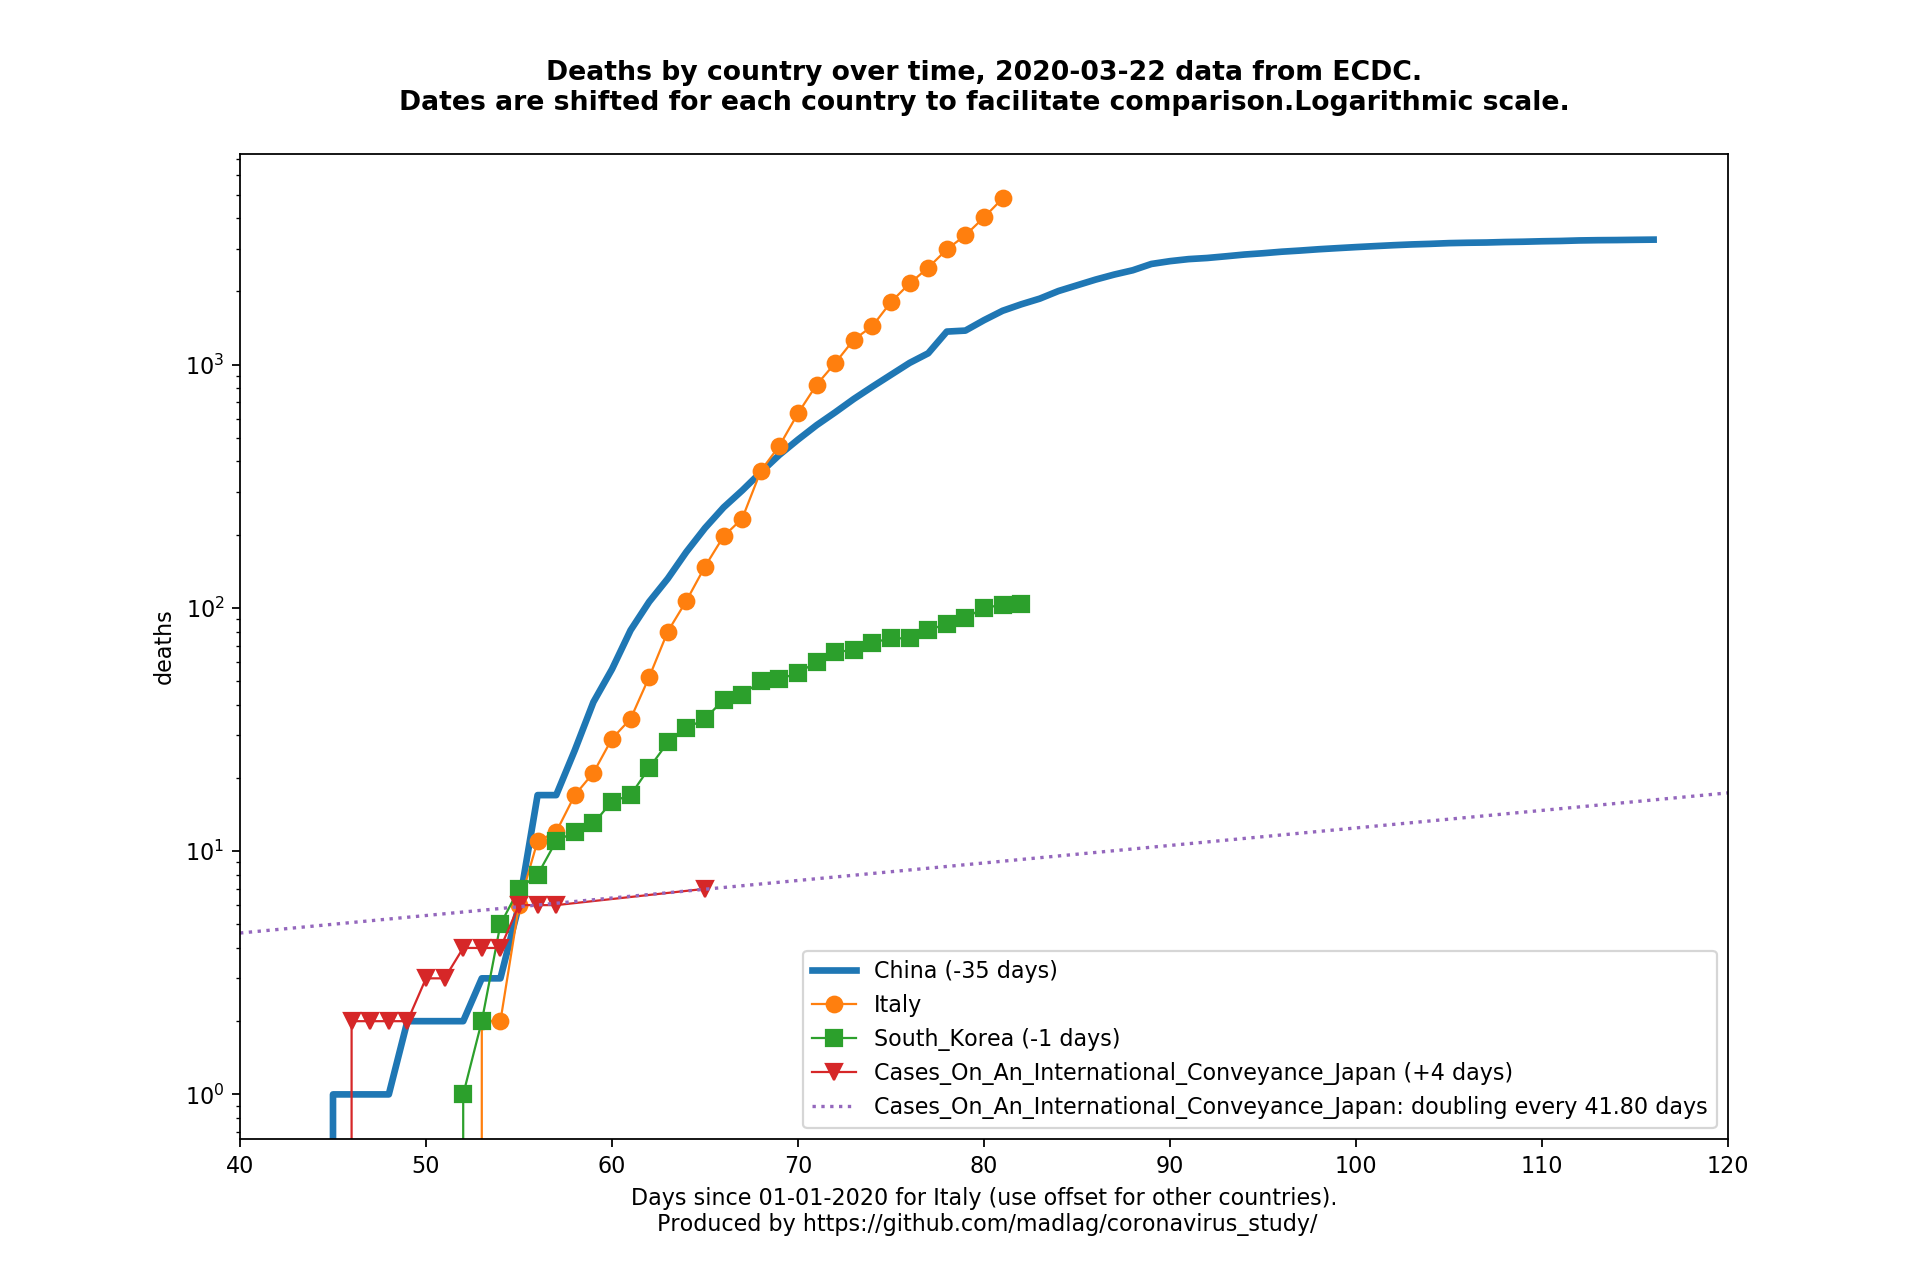 Deaths by country over time, 2020-03-22 data from ECDC.
Dates are shifted for each country to facilitate comparison.Logarithmic scale.
deaths
10³
10²
10¹
10⁰
China (-35 days)
Italy
South_Korea (-1 days)
Cases_On_An_International_Conveyance_Japan (+4 days)
Cases_On_An_International_Conveyance_Japan: doubling every 41.80 days
40 50 60 70 80 90 100 110 120
Days since 01-01-2020 for Italy (use offset for other countries).
Produced by https://github.com/madlag/coronavirus_study/